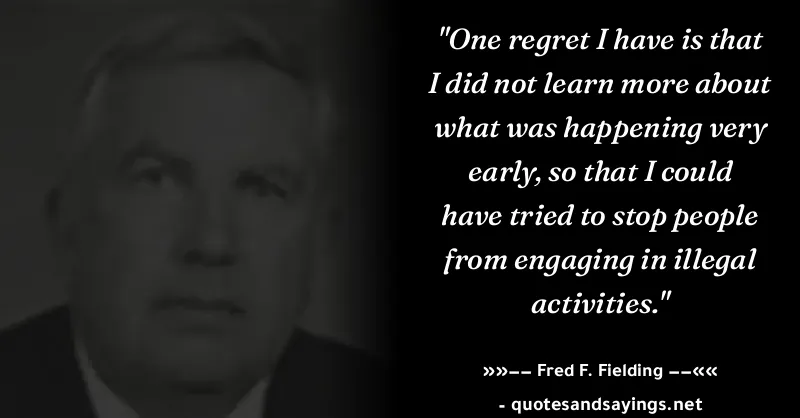 "One regret I have is that
I did not learn more about
what was happening very
early, so that I could
have tried to stop people
from engaging in illegal
activities."
»»–– Fred F. Fielding ––««
- quotesandsayings.net